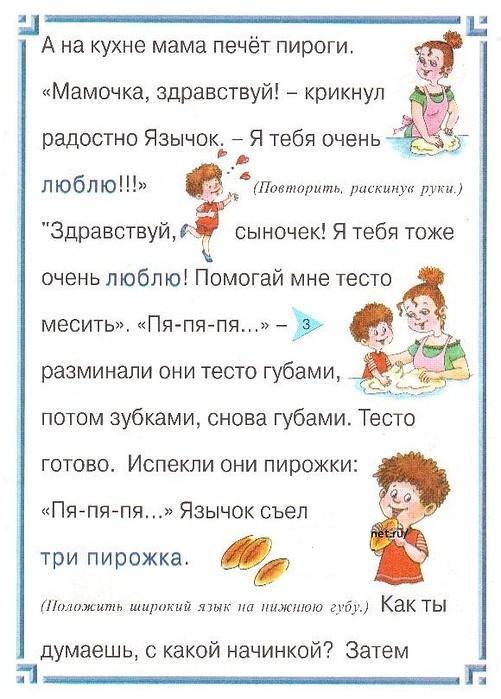 А на кухне мама печёт пироги.
«Мамочка, здравствуй! – крикнул
радостно Язычок. – Я тебя очень
люблю!!!»
(Повторить, раскинув руки.)
"Здравствуй, сыночек! Я тебя тоже
очень люблю! Помогай мне тесто
месить». «Пя-пя-пя...» – 3
разминали они тесто губами,
потом зубками, снова губами. Тесто
готово. Испекли они пирожки:
«Пя-пя-пя...» Язычок съел
net.ru/
три пирожка.
(Положить широкий язык на нижнюю губу.) Как ты
думаешь, с какой начинкой? Затем